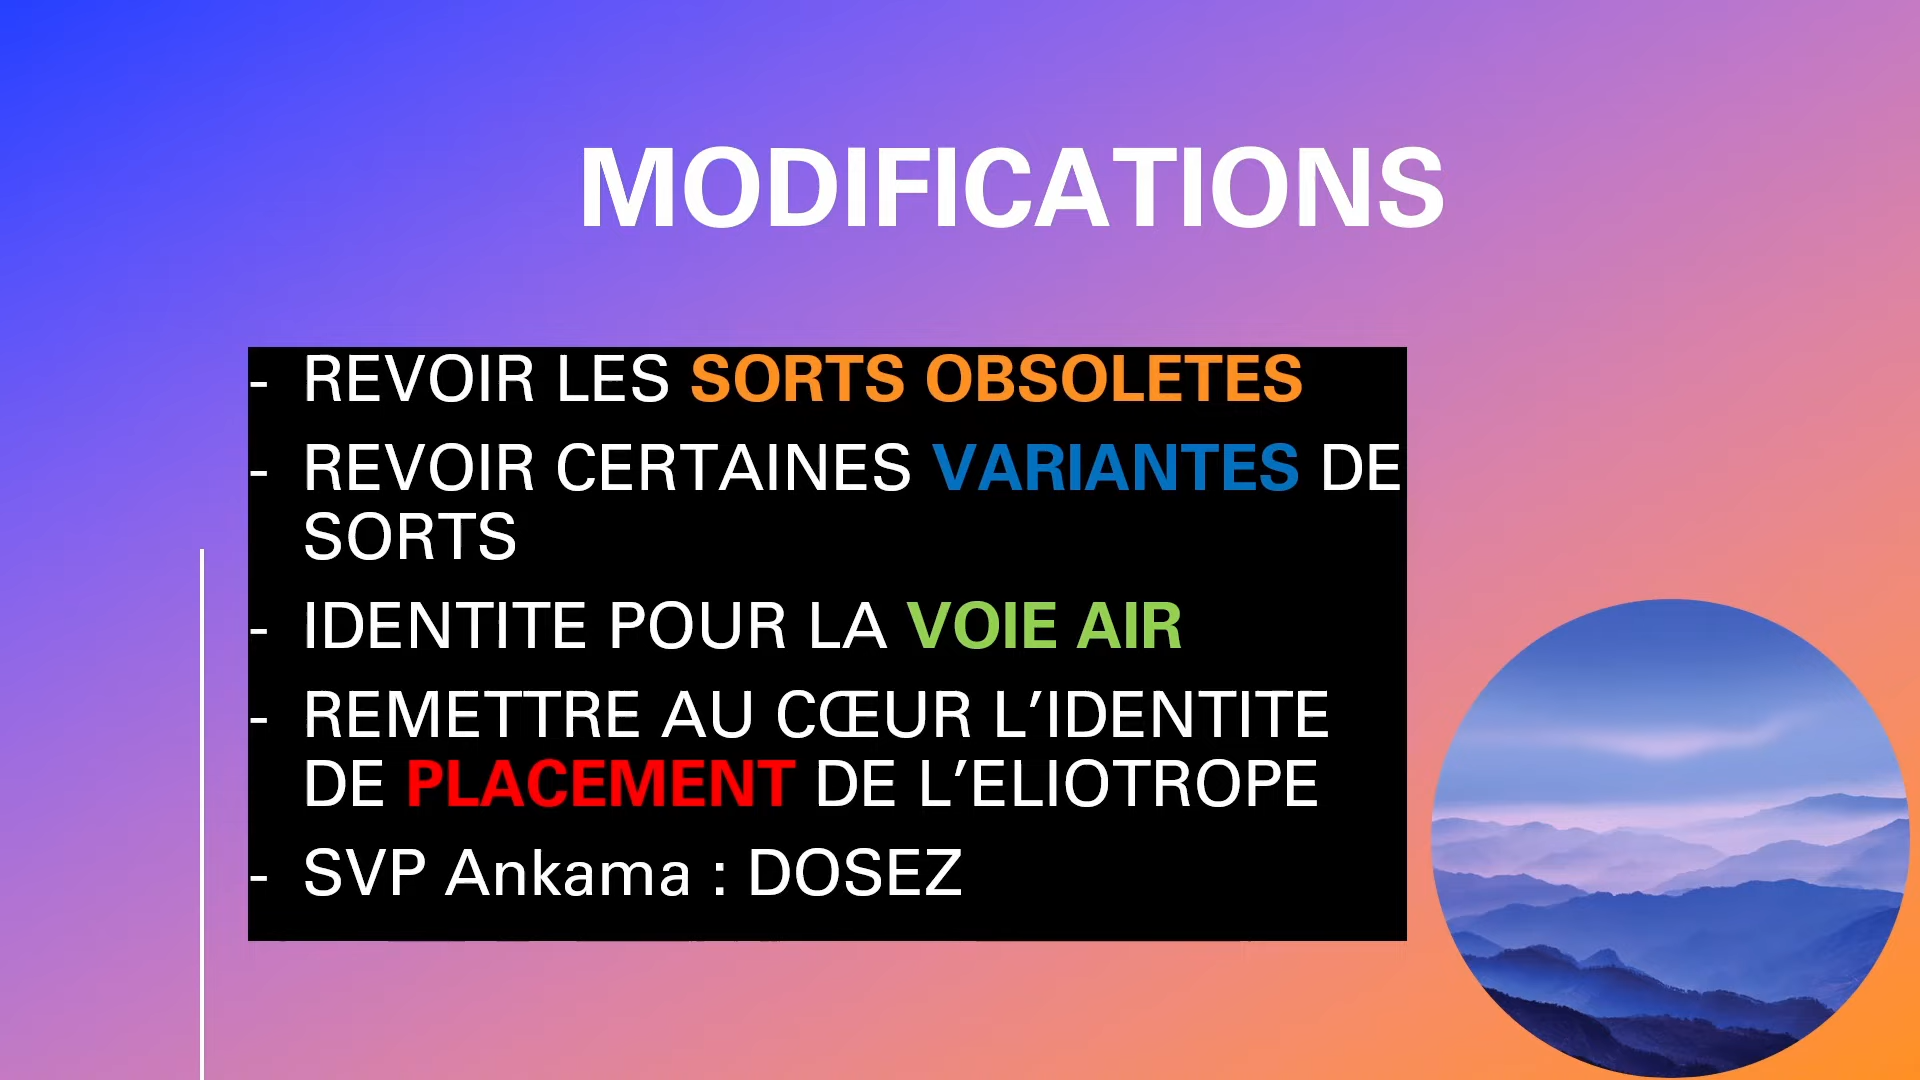 MODIFICATIONS
- REVOIR LES SORTS OBSOLETES
- REVOIR CERTAINES VARIANTES DE
SORTS
- IDENTITE POUR LA VOIE AIR
- REMETTRE AU CŒUR L’IDENTITE
DE PLACEMENT DE L’ELIOTROPE
- SVP Ankama : DOSEZ